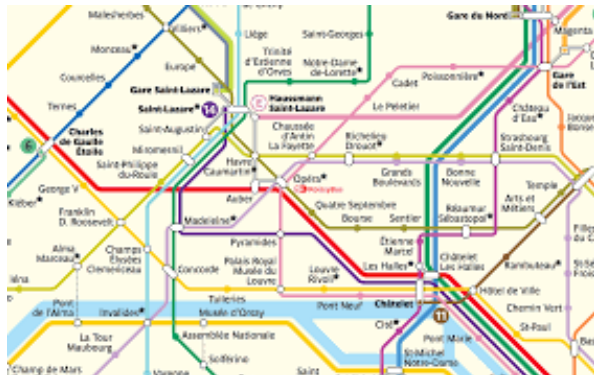 Malesherbes
Villiers*
Monceau*
Courcelles
Ternes
Charles
de Gaulle
Étoile
6
Kléber*
George V
Franklin
D. Roosevelt
Alma
Marceau*
Iéna
Pont
de l'Alma
La Tour
Maubourg
Champ de Mars
Champs
Élysées
Clemenceau
Invalides*
Varenne
Europe
Liège
Gare Saint-Lazare
Saint-Lazare*
14
Saint-Augustin
Miromesnil
Saint-Philippe
du-Roule
Trinité
d'Estienne
d'Orves
Saint-Georges
Notre-Dame
de-Lorette*
E
Haussmann
Saint-Lazare
Chaussée
d'Antin
La Fayette
Havre
Caumartin*
Auber
Opéra*
Madeleine*
Concorde
Tuileries
Musée d'Orsay
Assemblée Nationale
Solférino
Pyramides
Palais Royal
Musée du
Louvre
Louvre
Rivoli*
Pont Neuf
Quatre Septembre
Bourse
Sentier
Richelieu
Drouot*
Grands
Boulevards
Bonne
Nouvelle
Le Peletier
Cadet
Poissonnière*
Gare du Nord
Magenta
Gare
de l'Est
Château
d'Eau*
Strasbourg
Saint-Denis
Réaumur
Sébastopol*
Arts et
Métiers
Temple
Étienne
Marcel
Les Halles*
Châtelet
Les Halles
Châtelet
11
Rambuteau*
Hôtel de Ville
Chemin Vert
St-Paul
Pont Marie
Cité*
St-Michel
Notre-Dame
Saint